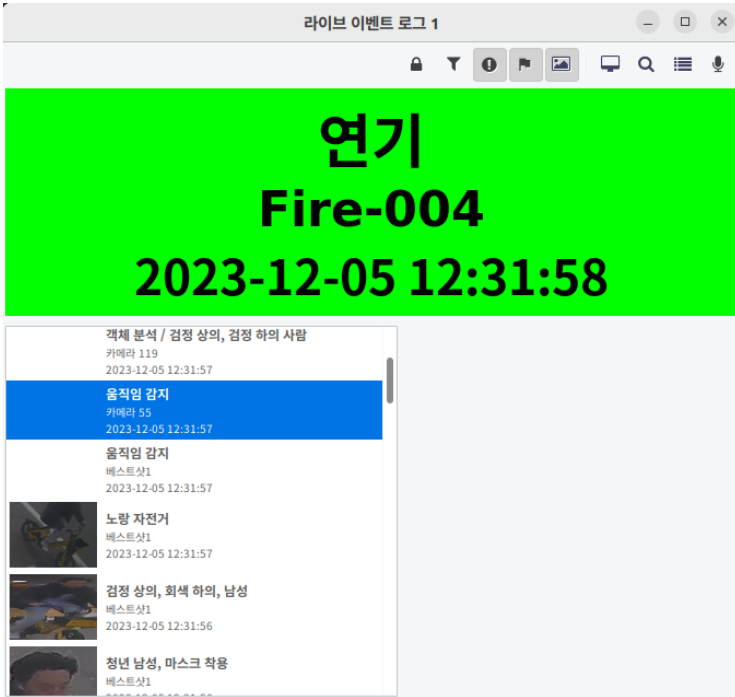 라이브 이벤트 로그 1
연기
Fire-004
2023-12-05 12:31:58
객체 분석 / 검정 상의, 검정 하의 사람
카메라 119
2023-12-05 12:31:57
움직임 감지
카메라 55
2023-12-05 12:31:57
움직임 감지
베스트샷1
2023-12-05 12:31:57
노랑 자전거
베스트샷1
2023-12-05 12:31:57
검정 상의, 회색 하의, 남성
베스트샷1
2023-12-05 12:31:56
청년 남성, 마스크 착용
베스트샷1